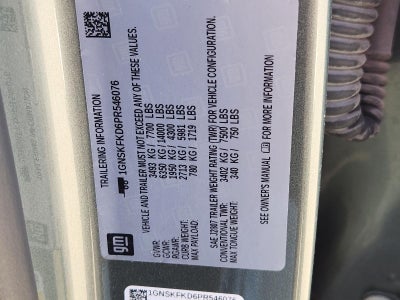 TRAILERING INFORMATION
1GNSKFKD6PR546076
VEHICLE AND TRAILER MUST NOT EXCEED ANY OF THESE VALUES.
GCWR: 6350 KG / 14000 LBS
GVWR: 3493 KG / 7700 LBS
RGAWR: 1950 KG / 4300 LBS
CURB WEIGHT: 2713 KG / 5981 LBS
MAX PAYLOAD: 780 KG / 1719 LBS
SAE J2807 TRAILER WEIGHT RATING (TWR) FOR VEHICLE CONFIGURATION.
CONVENTIONAL TWR: 3402 KG / 7500 LBS
MAX TONGUE WEIGHT: 340 KG / 750 LBS
SEE OWNER'S MANUAL FOR MORE INFORMATION
gm
1GNSKFKD6PR546076